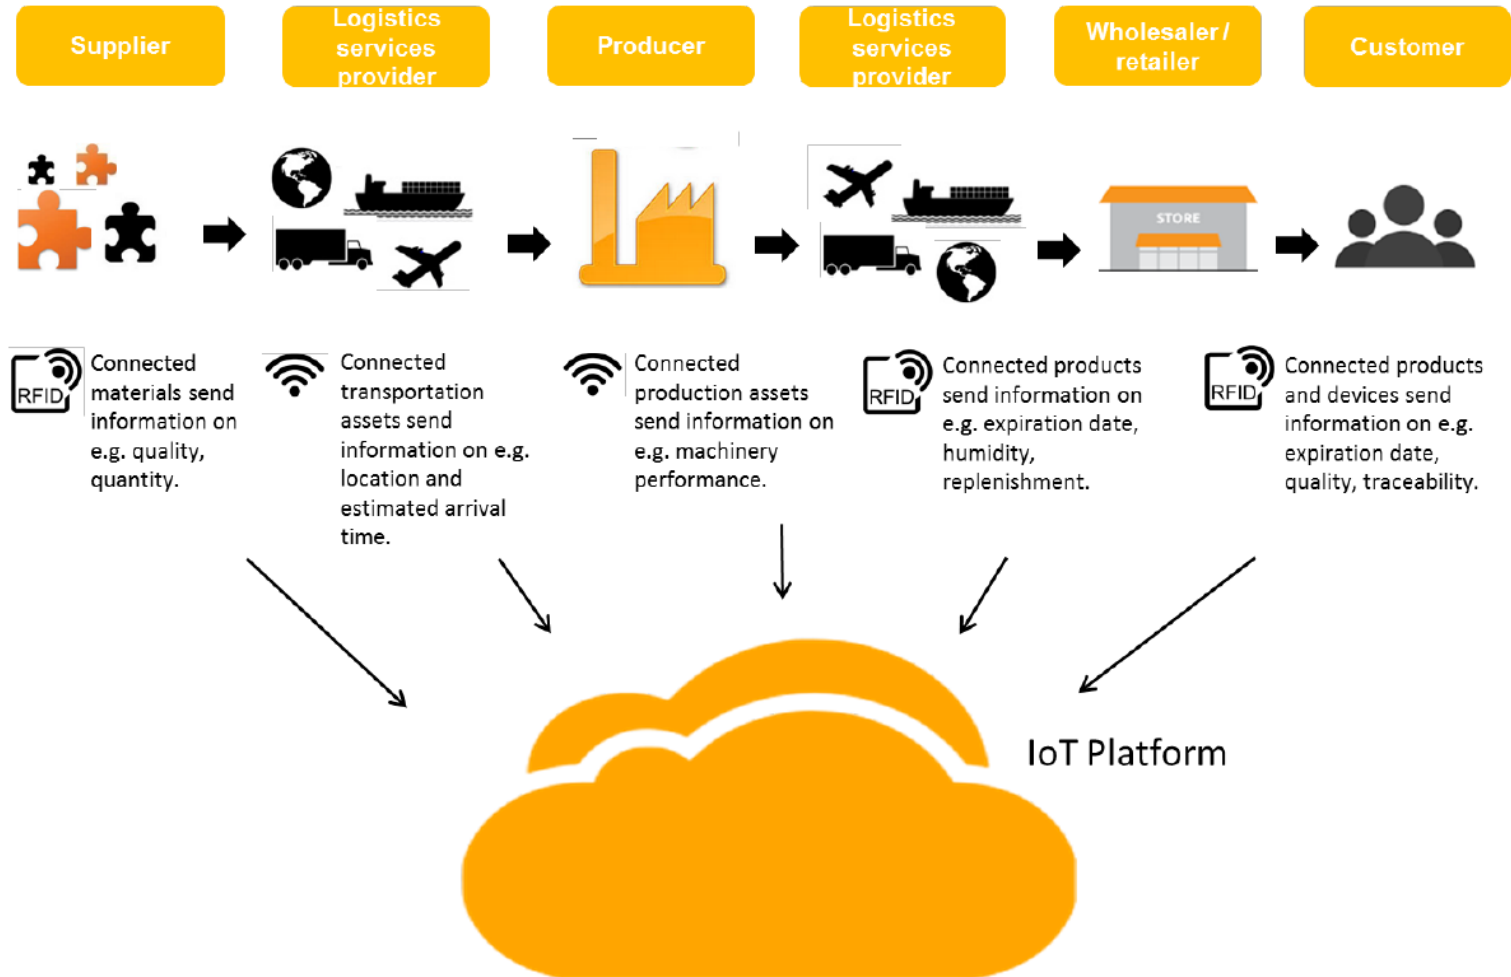 Supplier
Logistics
services
provider
Producer
Logistics
services
provider
Wholesaler /
retailer
Customer
STORE
RFID
Connected
materials send
information on
e.g. quality,
quantity.
Connected
transportation
assets send
information on e.g.
location and
estimated arrival
time.
Connected
production assets
send information on
e.g. machinery
performance.
RFID
Connected products
send information on
e.g. expiration date,
humidity,
replenishment.
RFID
Connected products
and devices send
information on e.g.
expiration date,
quality, traceability.
IoT Platform